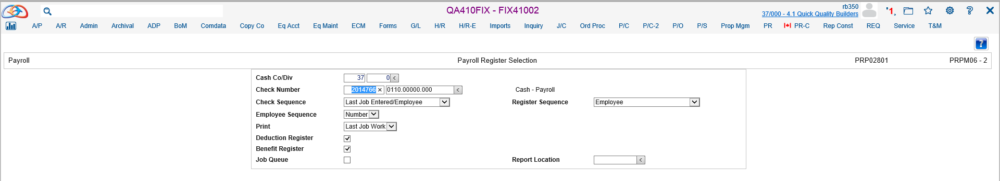 QA410FIX - FIX41002
rb350
37/000 - 4.1 Quick Quality Builders
1
?
A/P A/R Admin Archival ADP BoM Comdata Copy Co Eq Acct Eq Maint ECM Forms G/L H/R H/R-E Imports Inquiry J/C Ord Proc P/C P/C-2 P/O P/S Prop Mgm PR PR-C Rep Const REQ Service T&M
?
Payroll Payroll Register Selection PRP02801 PRPM06 - 2
Cash Co/Div 37 0
Check Number 2014766 0110.00000.000 Cash - Payroll
Check Sequence Last Job Entered/Employee Register Sequence Employee
Employee Sequence Number
Print Last Job Work
Deduction Register
Benefit Register
Job Queue Report Location